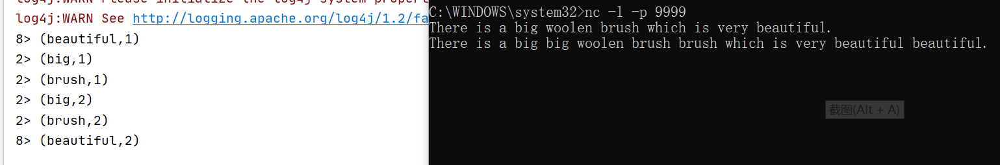 log4j:WARN Please initialize the log4j system propert
log4j:WARN See http://logging.apache.org/log4j/1.2/fa
8> (beautiful,1)
2> (big,1)
2> (brush,1)
2> (big,2)
2> (brush,2)
8> (beautiful,2)
C:\WINDOWS\system32>nc -l -p 9999
There is a big woolen brush which is very beautiful.
There is a big big woolen brush brush which is very beautiful beautiful.
截图(Alt + A)